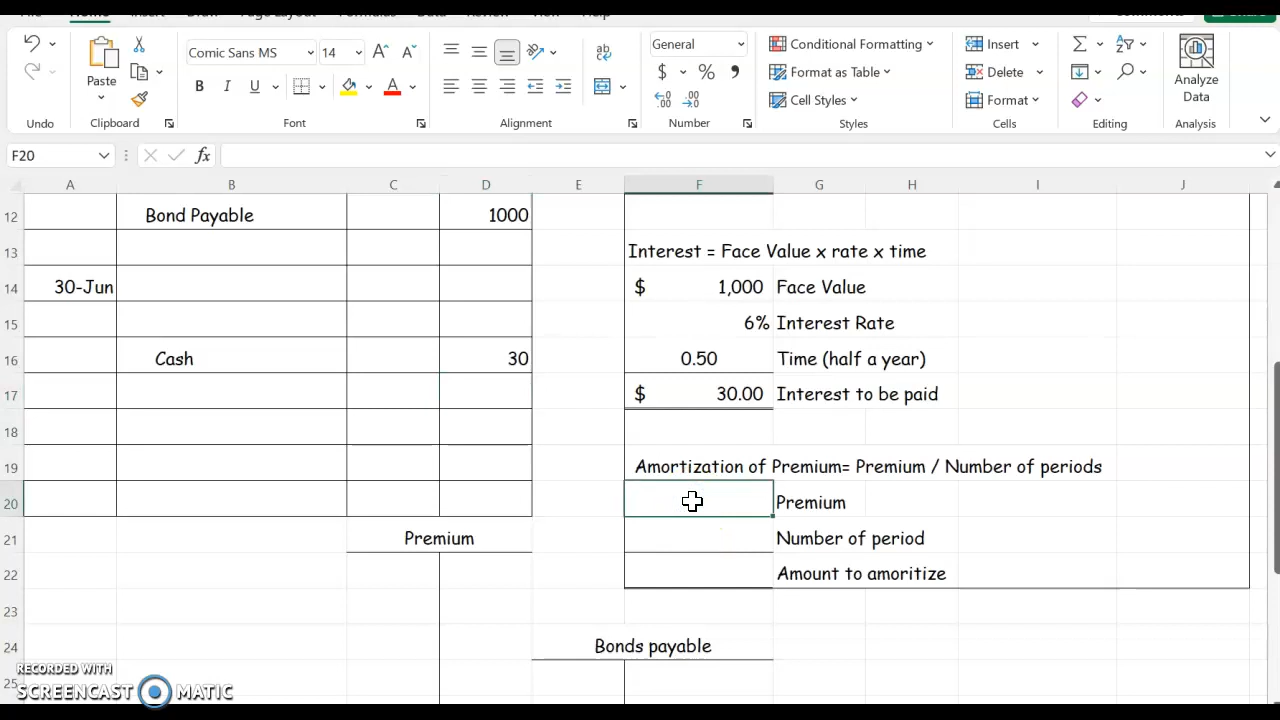 Home
Comic Sans MS 14 General Conditional Formatting Insert
Paste B I U $ % Format as Table Delete Analyze
Cell Styles Format Data
Undo Clipboard Font Alignment Number Styles Cells Editing Analysis
F20 fx
A B C D E F G H I J
12 Bond Payable 1000
13 Interest = Face Value x rate x time
14 30-Jun $ 1,000 Face Value
15 6% Interest Rate
16 Cash 30 0.50 Time (half a year)
17 $ 30.00 Interest to be paid
18
19 Amortization of Premium= Premium / Number of periods
20 Premium
21 Premium Number of period
22 Amount to amoritize
23
24 Bonds payable
25
RECORDED WITH
SCREENCAST MATIC